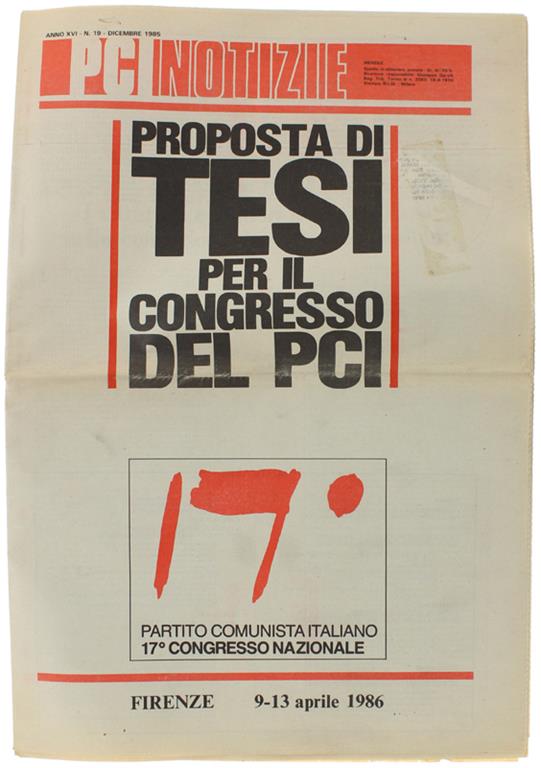 ANNO XVI - N. 19 - DICEMBRE 1985
PCI NOTIZIE
MENSILE
PROPOSTA DI
TESI
PER IL
CONGRESSO
DEL PCI
17°
PARTITO COMUNISTA ITALIANO
17° CONGRESSO NAZIONALE
FIRENZE 9-13 aprile 1986